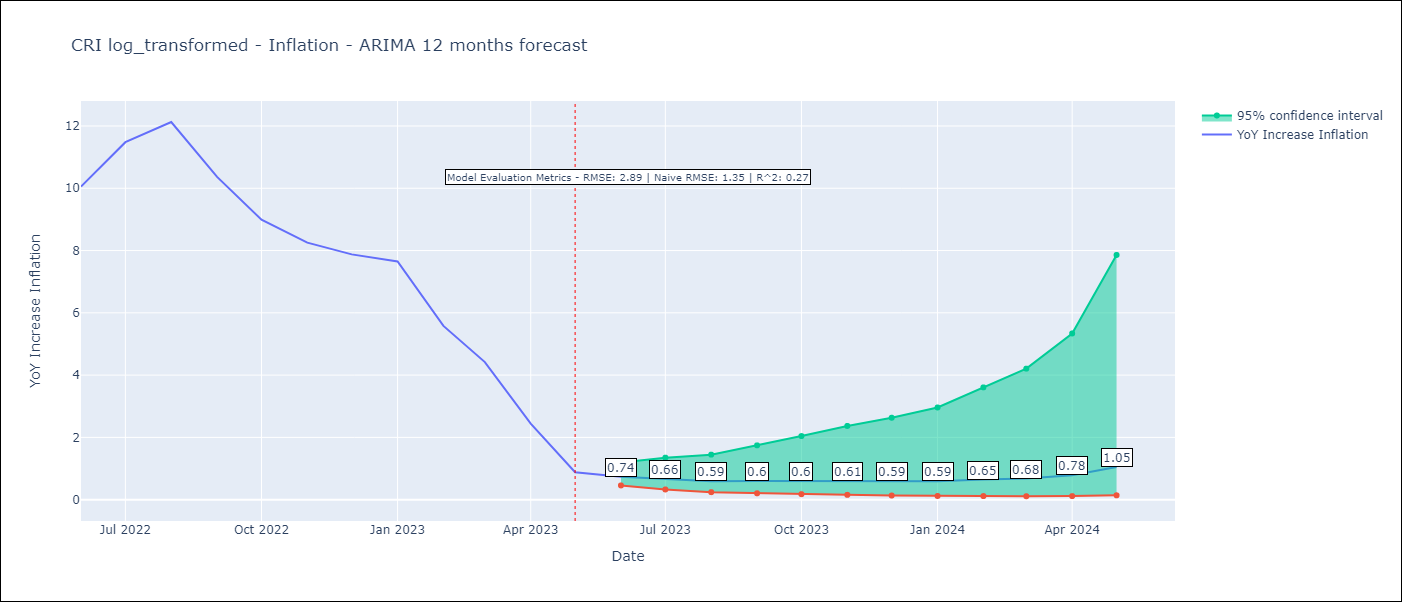 CRI log_transformed - Inflation - ARIMA 12 months forecast
95% confidence interval
YoY Increase Inflation
Model Evaluation Metrics - RMSE: 2.89 | Naive RMSE: 1.35 | R^2: 0.27
YoY Increase Inflation
12
10
8
6
4
2
0
0.74
0.66
0.59
0.6
0.6
0.61
0.59
0.59
0.65
0.68
0.78
1.05
Jul 2022
Oct 2022
Jan 2023
Apr 2023
Jul 2023
Oct 2023
Jan 2024
Apr 2024
Date